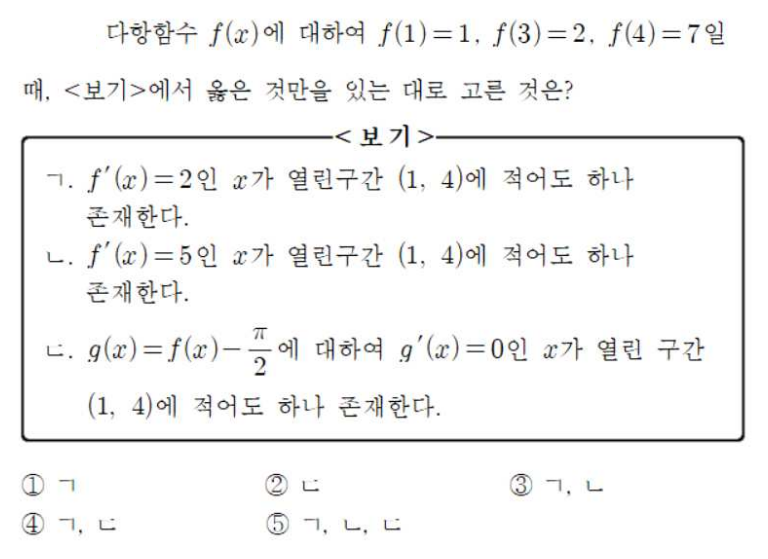 다항함수 f(x)에 대하여 f(1)=1, f(3)=2, f(4)=7일
때, <보기>에서 옳은 것만을 있는 대로 고른 것은?
<보 기>
ㄱ. f′(x)=2인 x가 열린구간 (1, 4)에 적어도 하나
존재한다.
ㄴ. f′(x)=5인 x가 열린구간 (1, 4)에 적어도 하나
존재한다.
ㄷ. g(x)=f(x)−π/2에 대하여 g′(x)=0인 x가 열린 구간
(1, 4)에 적어도 하나 존재한다.
① ㄱ ② ㄷ ③ ㄱ, ㄴ
④ ㄱ, ㄷ ⑤ ㄱ, ㄴ, ㄷ